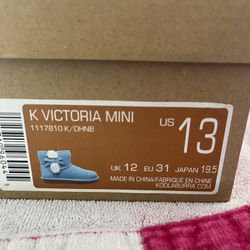 K VICTORIA MINI
1117810 K/DHNB
US 13
UK 12 EU 31 JAPAN 19.5
MADE IN CHINA/FABRIQUÉ EN CHINE
KOOLABURRA.COM